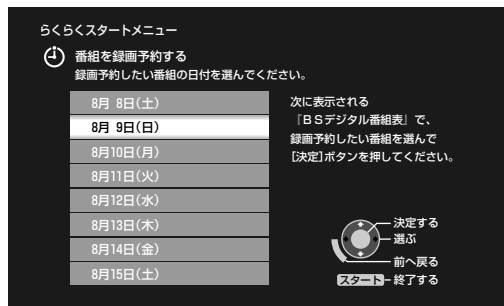 らくらくスタートメニュー
番組を録画予約する
録画予約したい番組の日付を選んでください。
8月 8日(土)
8月 9日(日)
8月10日(月)
8月11日(火)
8月12日(水)
8月13日(木)
8月14日(金)
8月15日(土)
次に表示される
『BSデジタル番組表』で、
録画予約したい番組を選んで
[決定]ボタンを押してください。
決定する
選ぶ
前へ戻る
スタート 終了する